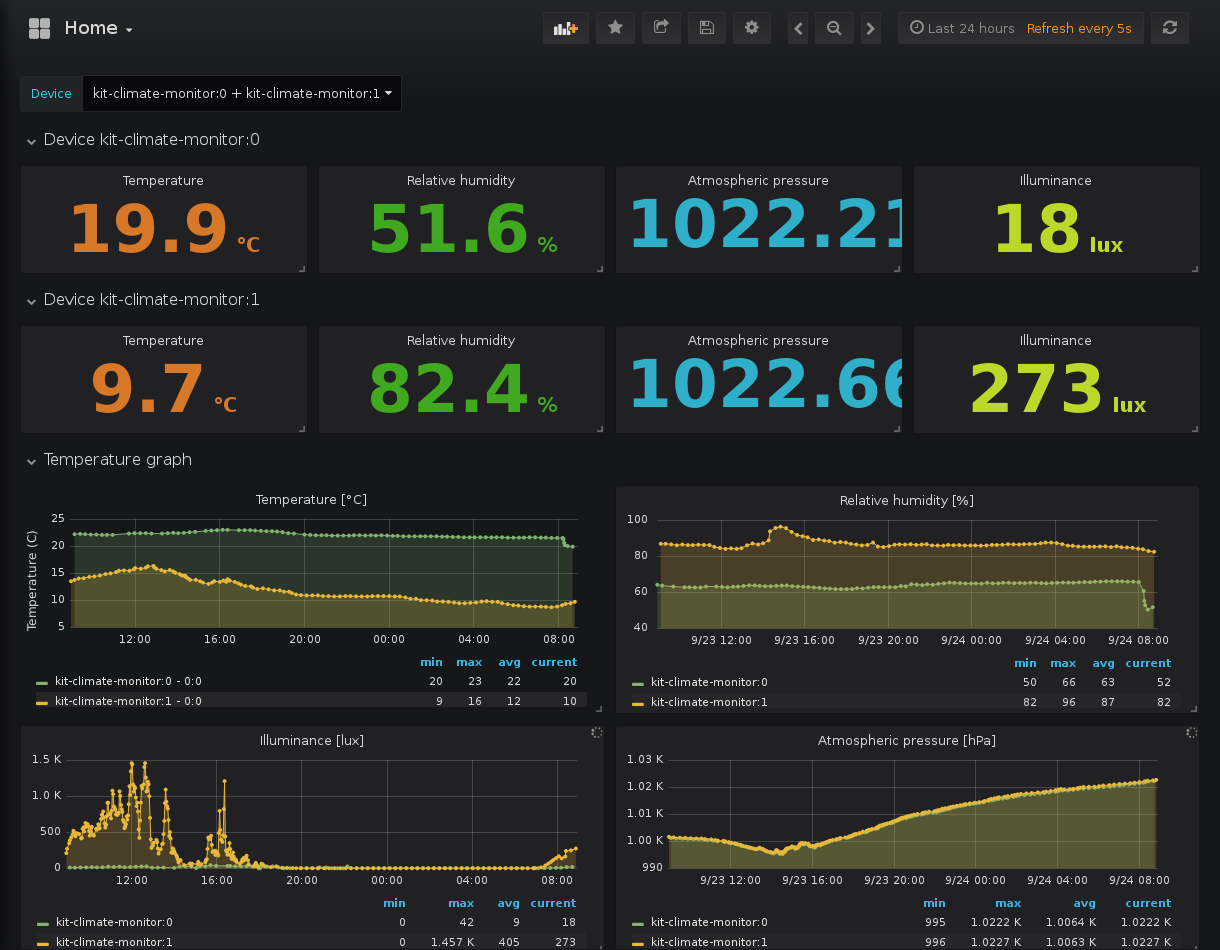 Home
Last 24 hours Refresh every 5s
Device kit-climate-monitor:0 + kit-climate-monitor:1
Device kit-climate-monitor:0
Temperature Relative humidity Atmospheric pressure Illuminance
19.9 °C 51.6 % 1022.21 18 lux
Device kit-climate-monitor:1
Temperature Relative humidity Atmospheric pressure Illuminance
9.7 °C 82.4 % 1022.66 273 lux
Temperature graph
Temperature [°C]
Temperature (C)
25
20
15
10
5
12:00 16:00 20:00 00:00 04:00 08:00
min max avg current
kit-climate-monitor:0 - 0:0 20 23 22 20
kit-climate-monitor:1 - 0:0 9 16 12 10
Relative humidity [%]
100
80
60
40
9/23 12:00 9/23 16:00 9/23 20:00 9/24 00:00 9/24 04:00 9/24 08:00
min max avg current
kit-climate-monitor:0 50 66 63 52
kit-climate-monitor:1 82 96 87 82
Illuminance [lux]
1.5 K
1.0 K
500
0
12:00 16:00 20:00 00:00 04:00 08:00
min max avg current
kit-climate-monitor:0 0 42 9 18
kit-climate-monitor:1 0 1.457 K 405 273
Atmospheric pressure [hPa]
1.03 K
1.02 K
1.01 K
1.00 K
990
9/23 12:00 9/23 16:00 9/23 20:00 9/24 00:00 9/24 04:00 9/24 08:00
min max avg current
kit-climate-monitor:0 995 1.0222 K 1.0064 K 1.0222 K
kit-climate-monitor:1 996 1.0227 K 1.0063 K 1.0227 K